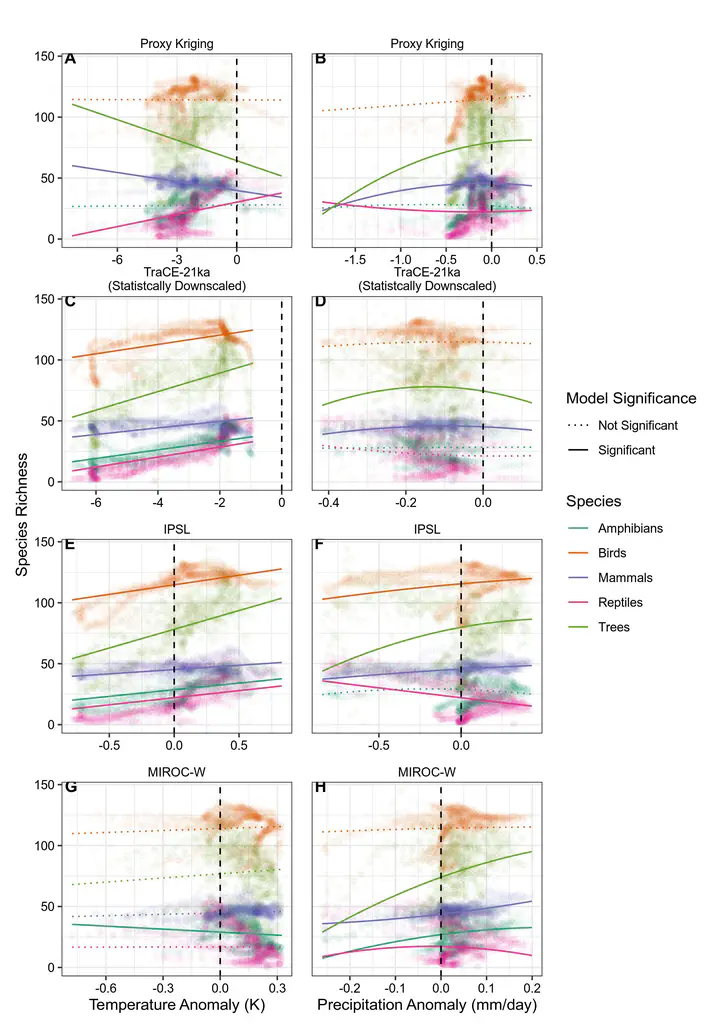 Proxy Kriging
Proxy Kriging
A
B
150
100
50
0
-6
-3
0
-1.5
-1.0
-0.5
0.0
0.5
TraCE-21ka
(Statistcally Downscaled)
TraCE-21ka
(Statistcally Downscaled)
C
D
150
100
50
0
-6
-4
-2
0
-0.4
-0.2
0.0
IPSL
IPSL
E
F
150
100
50
0
-0.5
0.0
0.5
-0.5
0.0
MIROC-W
MIROC-W
G
H
150
100
50
0
-0.6
-0.3
0.0
0.3
-0.2
-0.1
0.0
0.1
0.2
Species Richness
Temperature Anomaly (K)
Precipitation Anomaly (mm/day)
Model Significance
Not Significant
Significant
Species
Amphibians
Birds
Mammals
Reptiles
Trees